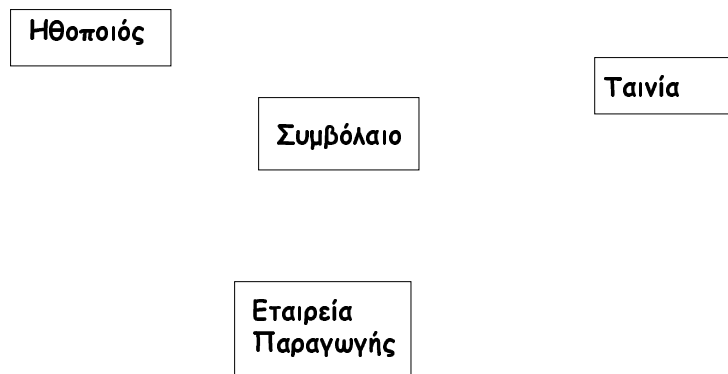 Ηθοποιός
Ταινία
Συμβόλαιο
Εταιρεία
Παραγωγής